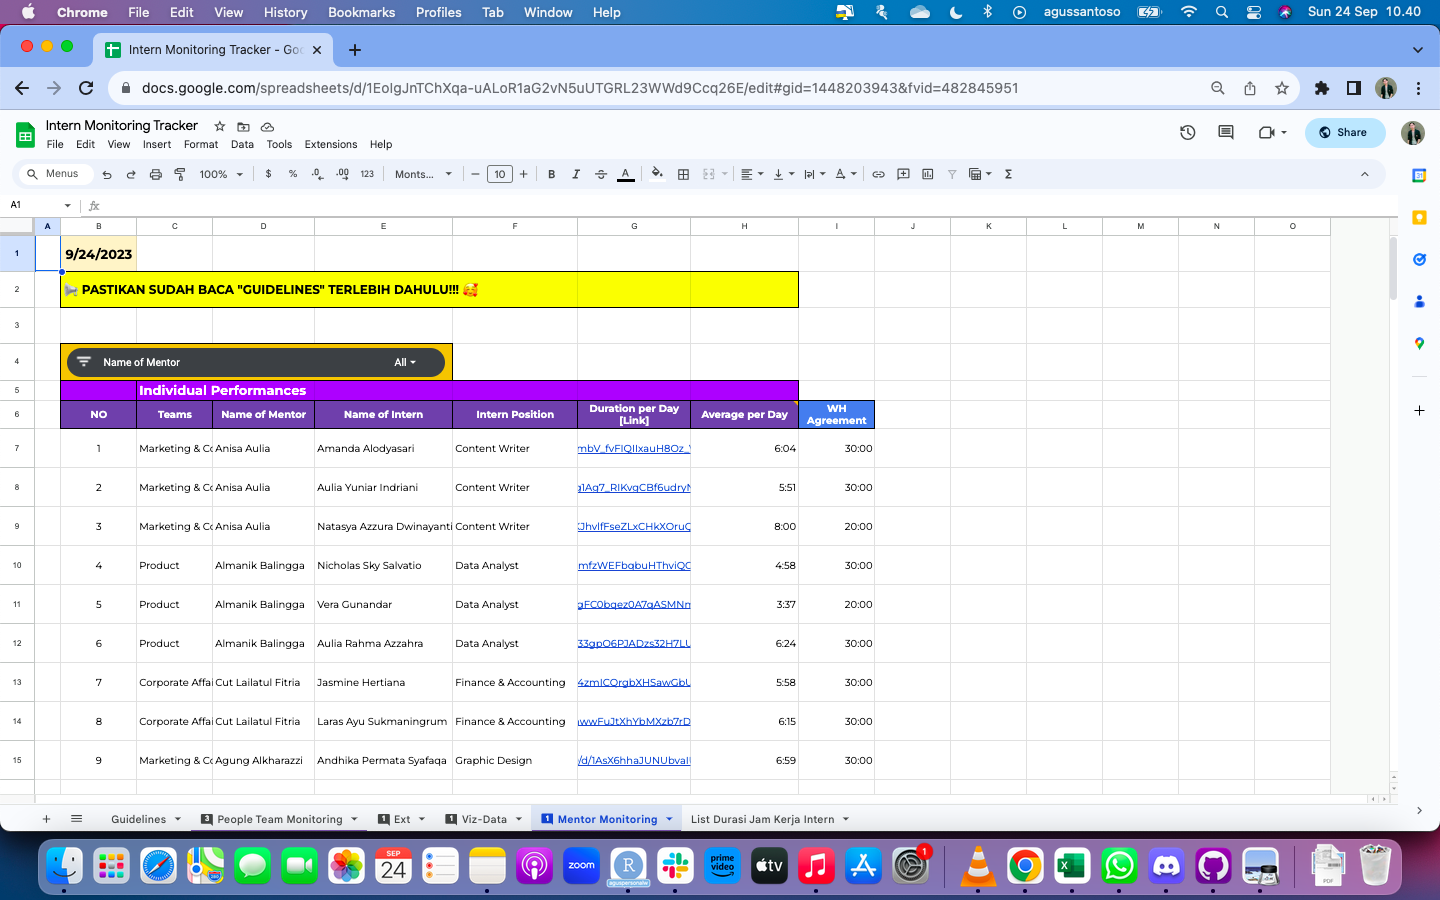 Chrome File Edit View History Bookmarks Profiles Tab Window Help agussantoso Sun 24 Sep 10.40
Intern Monitoring Tracker - Goo
docs.google.com/spreadsheets/d/1EoIgJnTChXqa-uALoR1aG2vN5uUTGRL23WWd9Ccq26E/edit#gid=1448203943&fvid=482845951
Intern Monitoring Tracker
File Edit View Insert Format Data Tools Extensions Help
Share
Menus 100% $ % .0 .00 123 Monts... 10 B I A
A1 fx
A B C D E F G H I J K L M N O
1 9/24/2023
2 PASTIKAN SUDAH BACA "GUIDELINES" TERLEBIH DAHULU!!!
3
4 Name of Mentor All
5 Individual Performances
6 NO Teams Name of Mentor Name of Intern Intern Position Duration per Day [Link] Average per Day WH Agreement
7 1 Marketing & Co Anisa Aulia Amanda Alodyasari Content Writer 6:04 30:00
8 2 Marketing & Co Anisa Aulia Aulia Yuniar Indriani Content Writer 5:51 30:00
9 3 Marketing & Co Anisa Aulia Natasya Azzura Dwinayanti Content Writer 8:00 20:00
10 4 Product Almanik Balingga Nicholas Sky Salvatio Data Analyst 4:58 30:00
11 5 Product Almanik Balingga Vera Gunandar Data Analyst 3:37 20:00
12 6 Product Almanik Balingga Aulia Rahma Azzahra Data Analyst 6:24 30:00
13 7 Corporate Affai Cut Lailatul Fitria Jasmine Hertiana Finance & Accounting 5:58 30:00
14 8 Corporate Affai Cut Lailatul Fitria Laras Ayu Sukmaningrum Finance & Accounting 6:15 30:00
15 9 Marketing & Co Agung Alkharazzi Andhika Permata Syafaqa Graphic Design 6:59 30:00
Guidelines 3 People Team Monitoring 1 Ext 1 Viz-Data 1 Mentor Monitoring List Durasi Jam Kerja Intern
SEP
24
zoom
R
prime video
tv
1
PDF